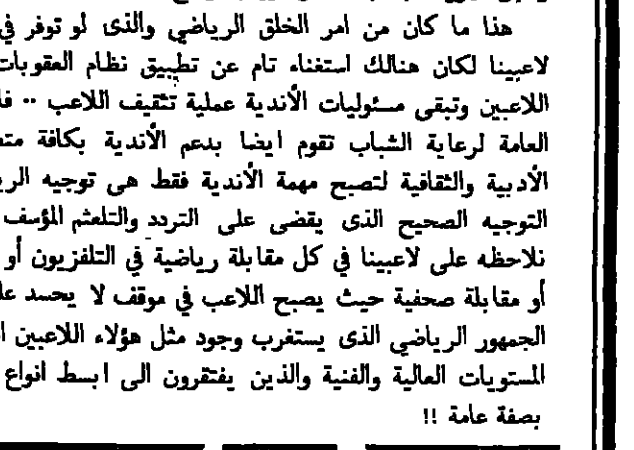 هذا ما كان من امر الخلق الرياضي والذى لو توفر في
لاعبينا لكان هنالك استغناء تام عن تطبيق نظام العقوبات
اللاعبين وتبقى مسئوليات الأندية عملية تثقيف اللاعب ..
العامة لرعاية الشباب تقوم ايضا بدعم الأندية بكافة
الأدبية والثقافية لتصبح مهمة الأندية فقط هى توجيه
التوجيه الصحيح الذى يقضى على التردد والتلعثم المؤسف
نلاحظه على لاعبينا في كل مقابلة رياضية في التلفزيون أو
أو مقابلة صحفية حيث يصبح اللاعب في موقف لا يحسد
الجمهور الرياضي الذى يستغرب وجود مثل هؤلاء اللاعبين
المستويات العالية والفنية والذين يفتقرون الى ابسط انواع
بصفة عامة !!